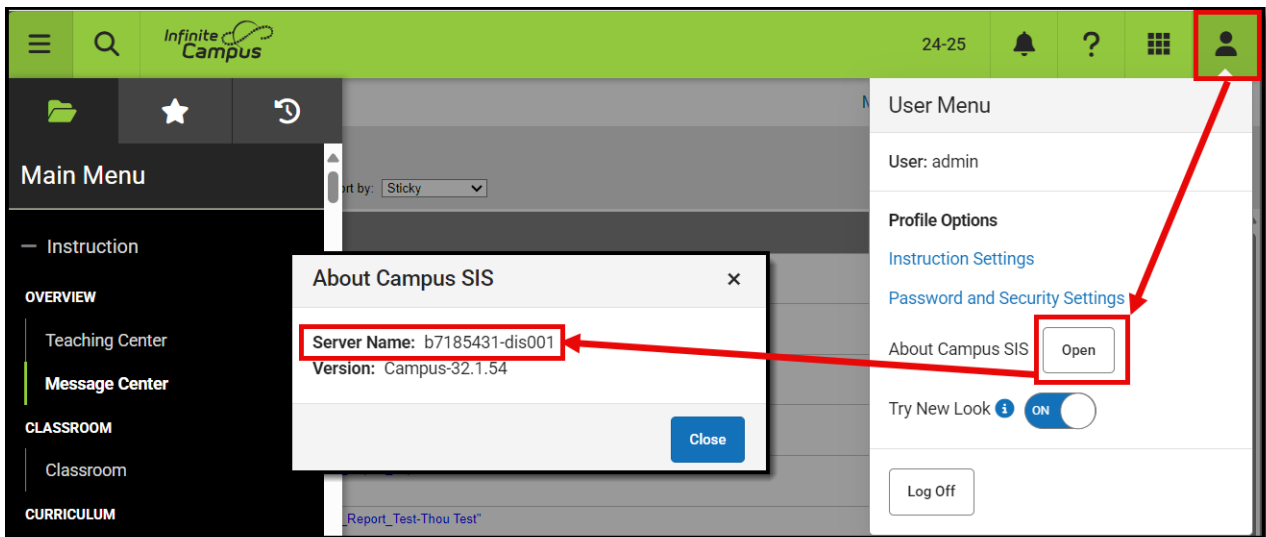 Infinite
Campus
24-25
?
Main Menu
Instruction
OVERVIEW
Teaching Center
Message Center
CLASSROOM
Classroom
CURRICULUM
ort by: Sticky
_Report_Test-Thou Test"
About Campus SIS
×
Server Name: b7185431-dis001
Version: Campus-32.1.54
Close
User Menu
User: admin
Profile Options
Instruction Settings
Password and Security Settings
About Campus SIS Open
Try New Look i ON
Log Off